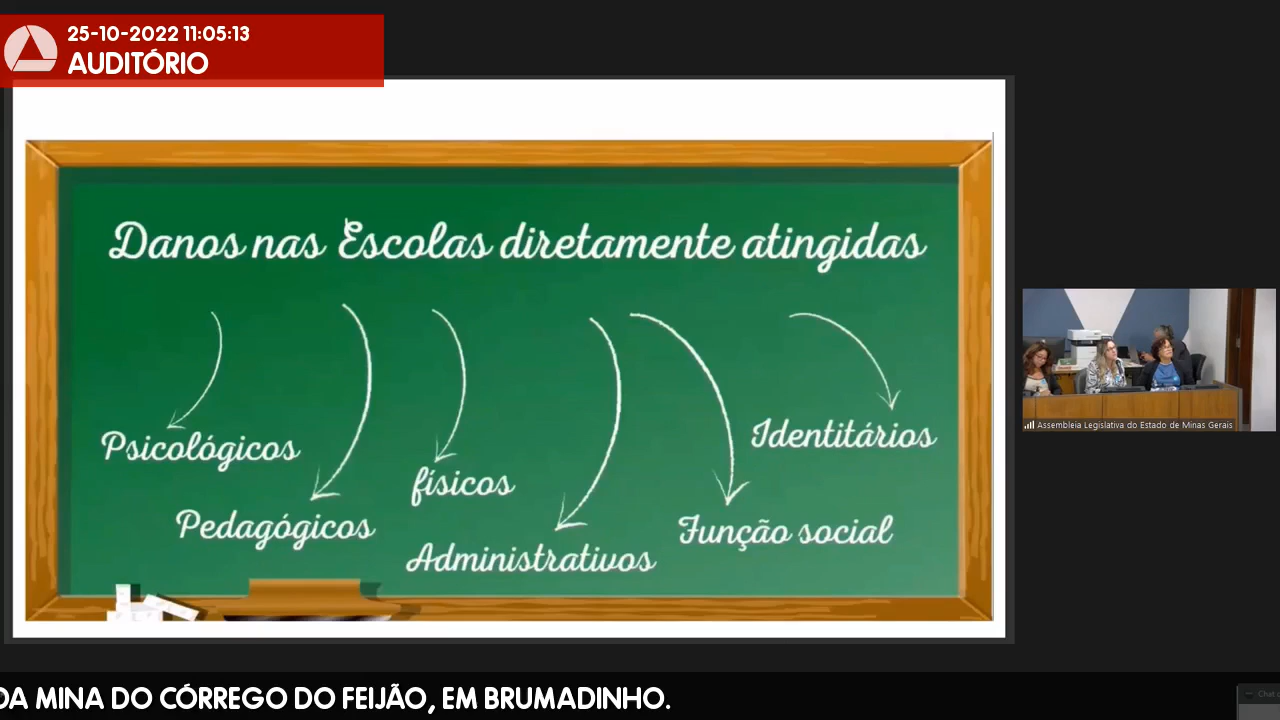 25-10-2022 11:05:13
AUDITÓRIO
Danos nas Escolas diretamente atingidas
Psicológicos
Pedagógicos
físicos
Administrativos
Função social
Identitários
Assembleia Legislativa do Estado de Minas Gerais
DA MINA DO CÓRREGO DO FEIJÃO, EM BRUMADINHO.
Chat